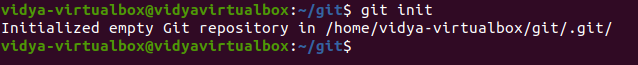 vidya-virtualbox@vidyavirtualbox:~/git$ git init
Initialized empty Git repository in /home/vidya-virtualbox/git/.git/
vidya-virtualbox@vidyavirtualbox:~/git$